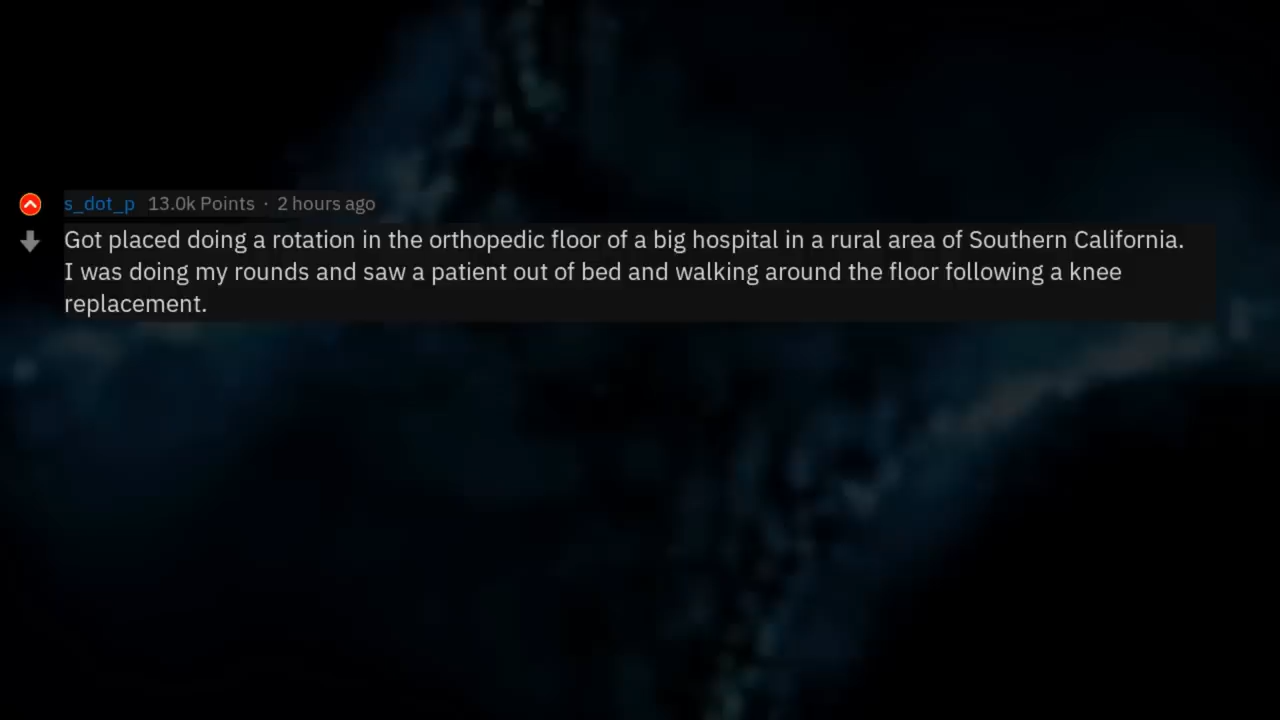 s_dot_p 13.0k Points · 2 hours ago
Got placed doing a rotation in the orthopedic floor of a big hospital in a rural area of Southern California.
I was doing my rounds and saw a patient out of bed and walking around the floor following a knee
replacement.